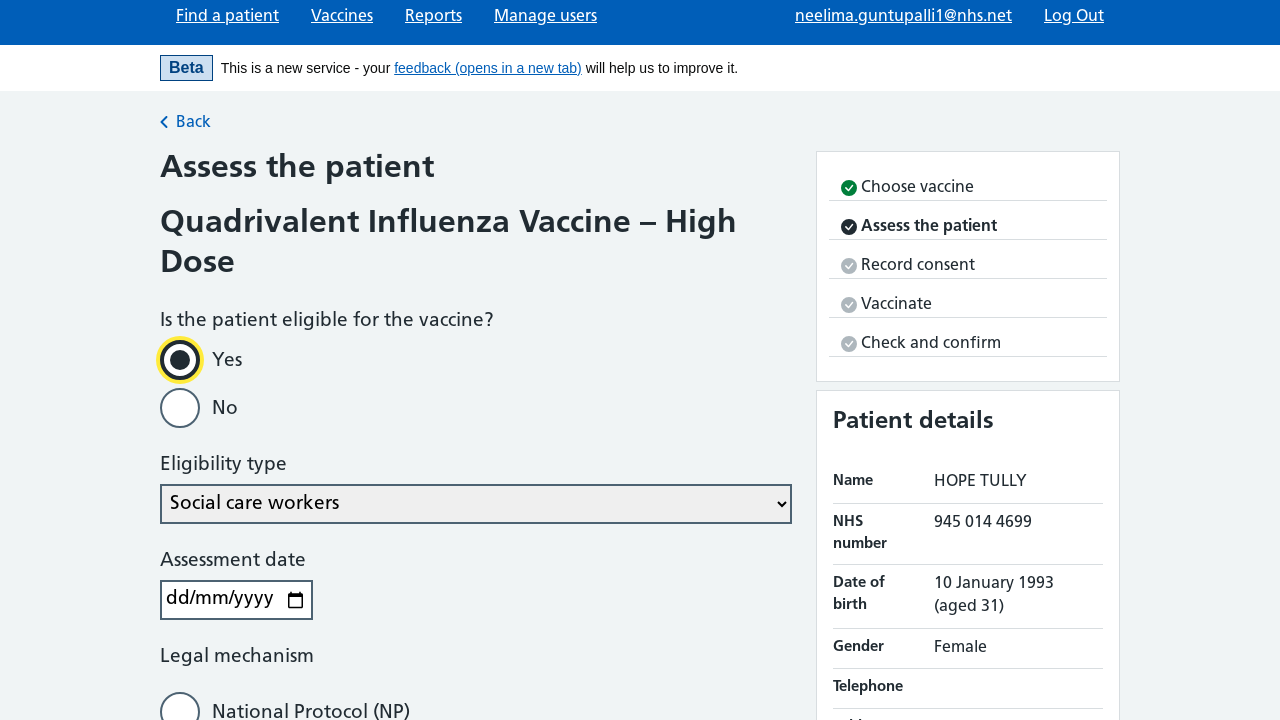 Find a patient Vaccines Reports Manage users neelima.guntupalli1@nhs.net Log Out
Beta This is a new service - your feedback (opens in a new tab) will help us to improve it.
Back
Assess the patient
Quadrivalent Influenza Vaccine – High
Dose
Is the patient eligible for the vaccine?
Yes
No
Eligibility type
Social care workers
Assessment date
dd/mm/yyyy
Legal mechanism
National Protocol (NP)
Choose vaccine
Assess the patient
Record consent
Vaccinate
Check and confirm
Patient details
Name HOPE TULLY
NHS number 945 014 4699
Date of birth 10 January 1993 (aged 31)
Gender Female
Telephone